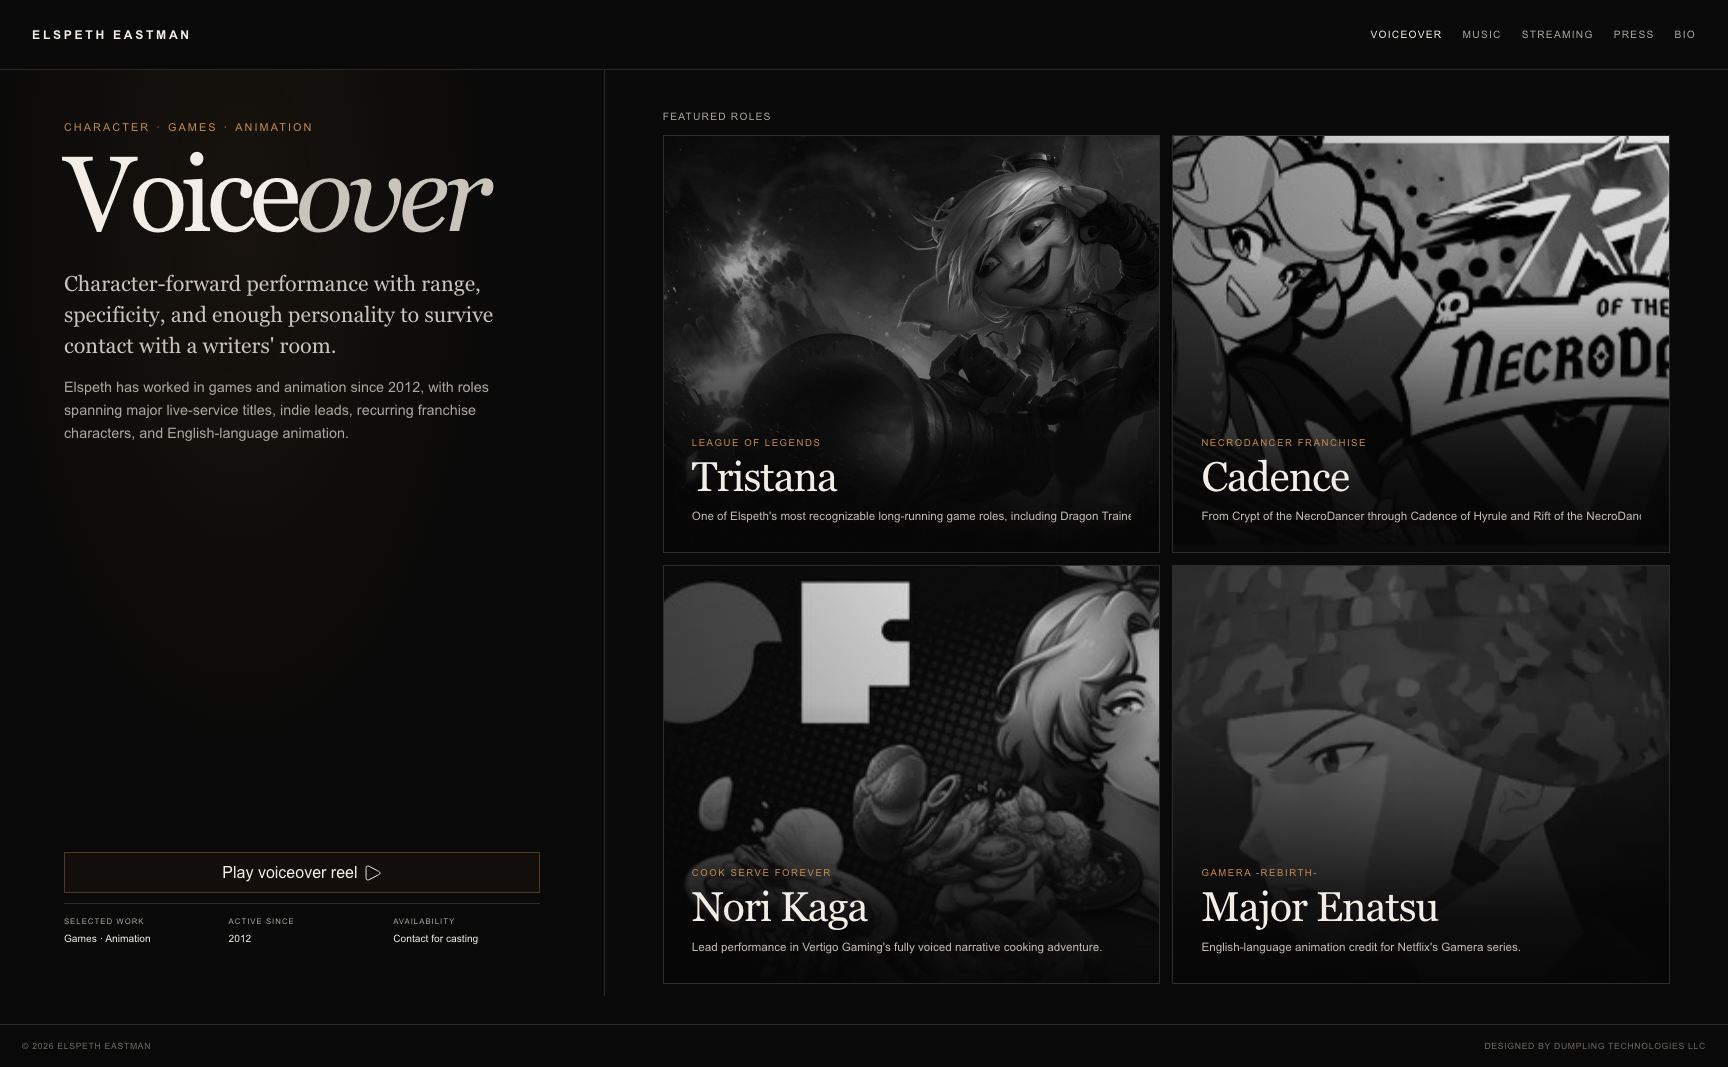 ELSPETH EASTMAN
VOICEOVER MUSIC STREAMING PRESS BIO
CHARACTER · GAMES · ANIMATION
Voiceover
Character-forward performance with range,
specificity, and enough personality to survive
contact with a writers' room.
Elspeth has worked in games and animation since 2012, with roles
spanning major live-service titles, indie leads, recurring franchise
characters, and English-language animation.
Play voiceover reel
SELECTED WORK
Games · Animation
ACTIVE SINCE
2012
AVAILABILITY
Contact for casting
FEATURED ROLES
LEAGUE OF LEGENDS
Tristana
One of Elspeth's most recognizable long-running game roles, including Dragon Traine
OF THE
NECRODA
NECRODANCER FRANCHISE
Cadence
From Crypt of the NecroDancer through Cadence of Hyrule and Rift of the NecroDan
COOK SERVE FOREVER
Nori Kaga
Lead performance in Vertigo Gaming's fully voiced narrative cooking adventure.
GAMERA -REBIRTH-
Major Enatsu
English-language animation credit for Netflix's Gamera series.
© 2026 ELSPETH EASTMAN
DESIGNED BY DUMPLING TECHNOLOGIES LLC